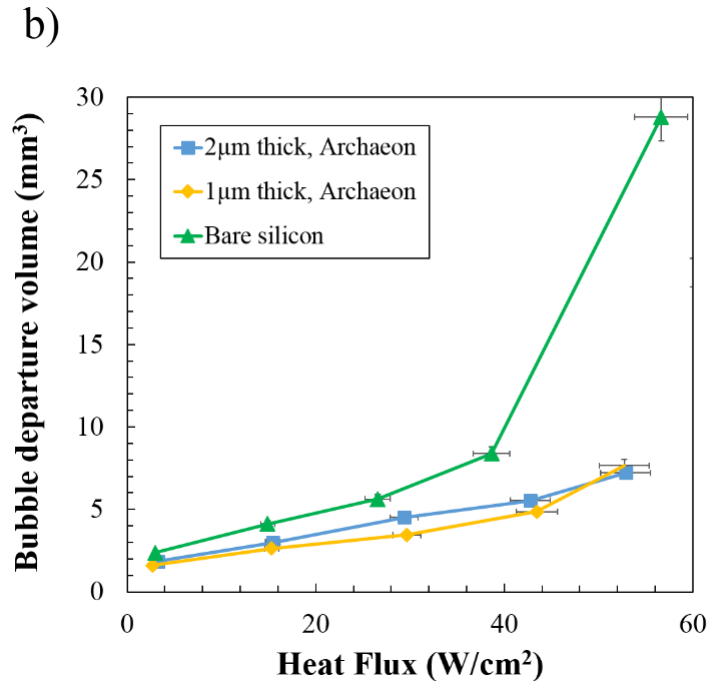 b)
30
25
20
15
10
5
0
Bubble departure volume (mm³)
2μm thick, Archaeon
1μm thick, Archaeon
Bare silicon
0
20
40
60
Heat Flux (W/cm²)